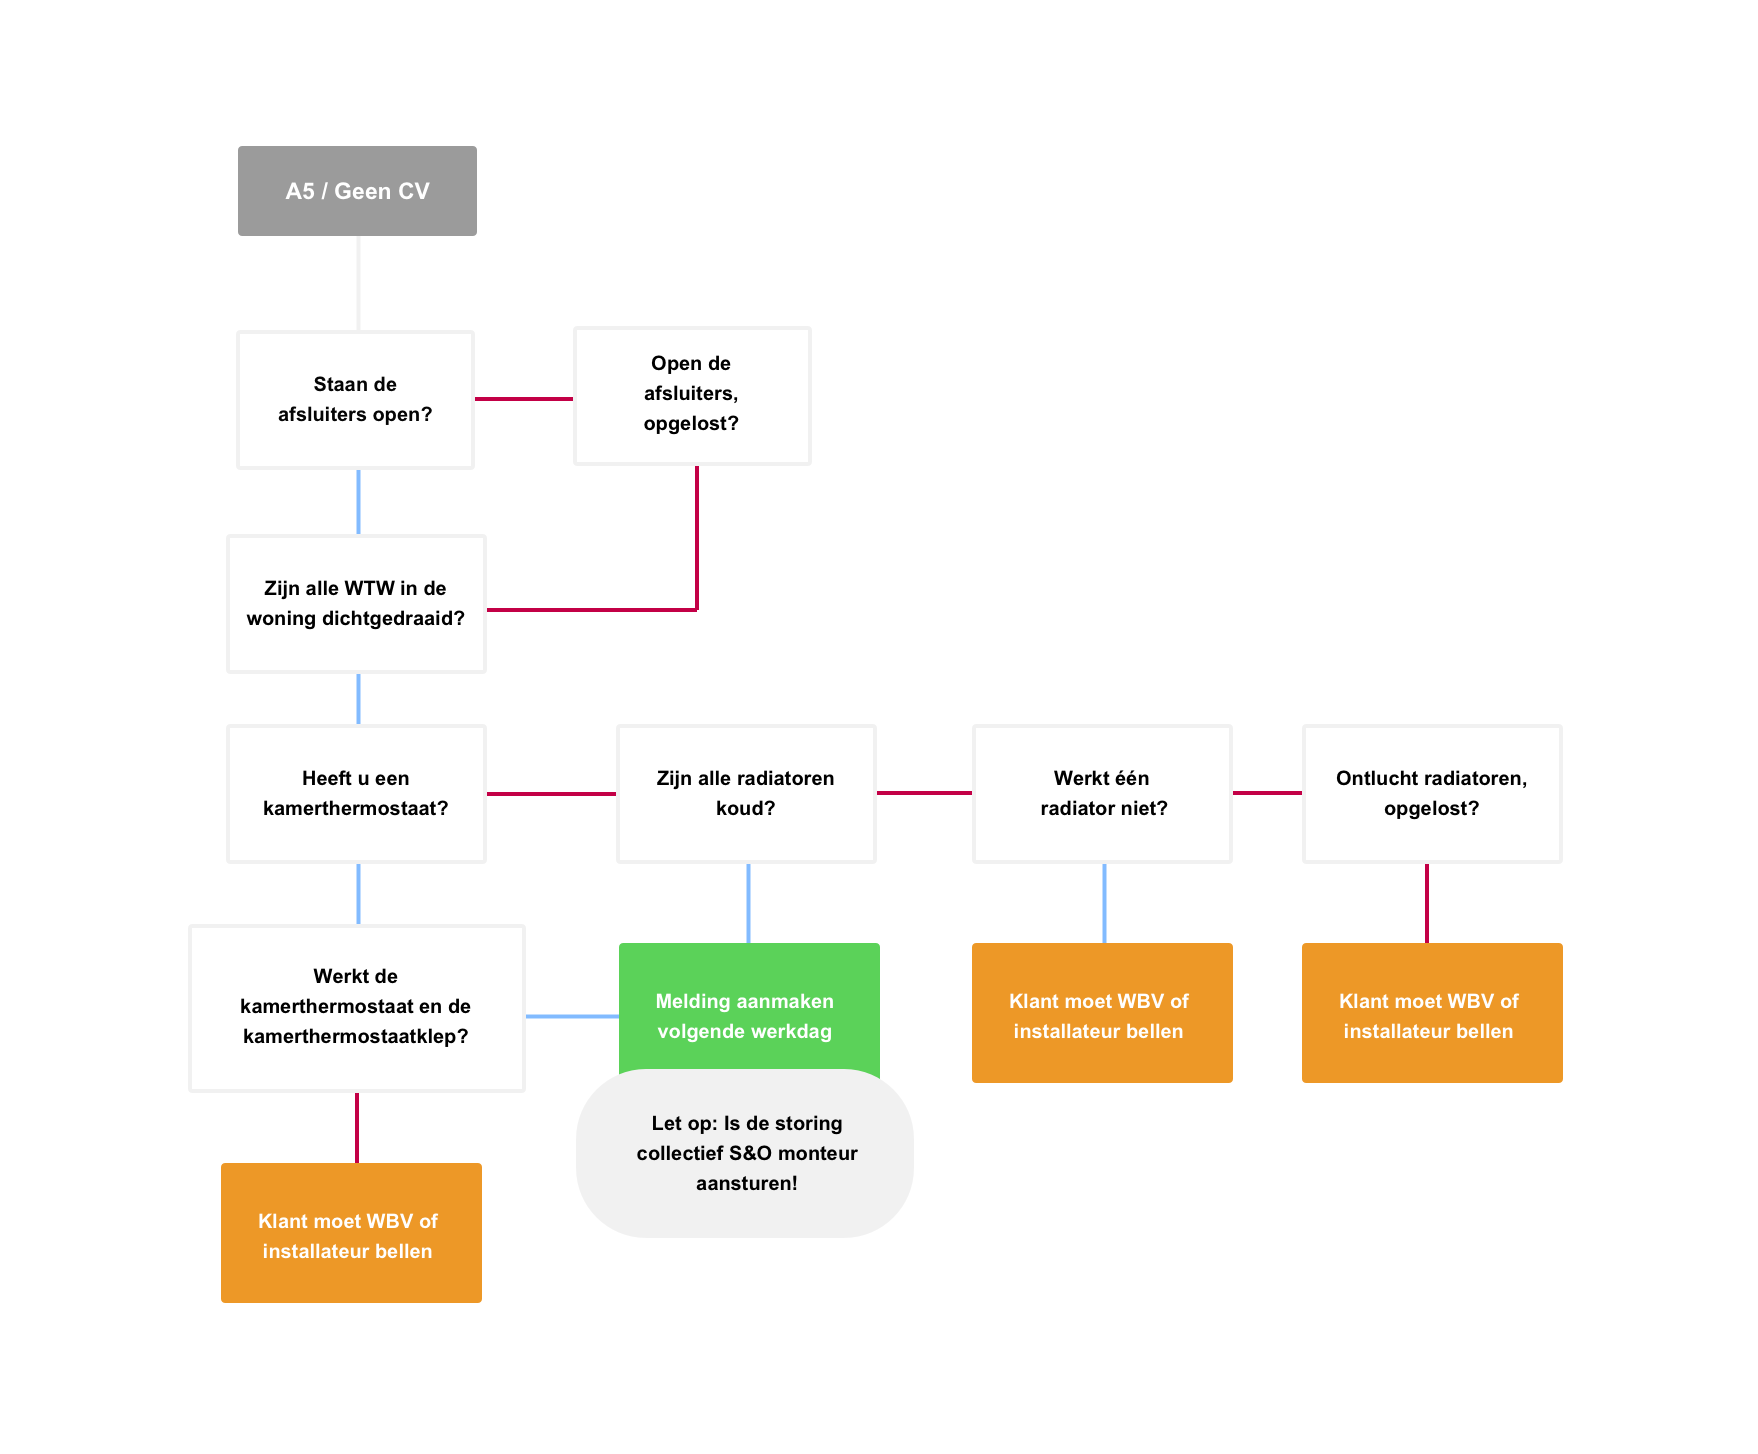 A5 / Geen CV
Staan de
afsluiters open?
Open de
afsluiters,
opgelost?
Zijn alle WTW in de
woning dichtgedraaid?
Heeft u een
kamerthermostaat?
Zijn alle radiatoren
koud?
Werkt één
radiator niet?
Ontlucht radiatoren,
opgelost?
Werkt de
kamerthermostaat en de
kamerthermostaatklep?
Melding aanmaken
volgende werkdag
Klant moet WBV of
installateur bellen
Klant moet WBV of
installateur bellen
Let op: Is de storing
collectief S&O monteur
aansturen!
Klant moet WBV of
installateur bellen